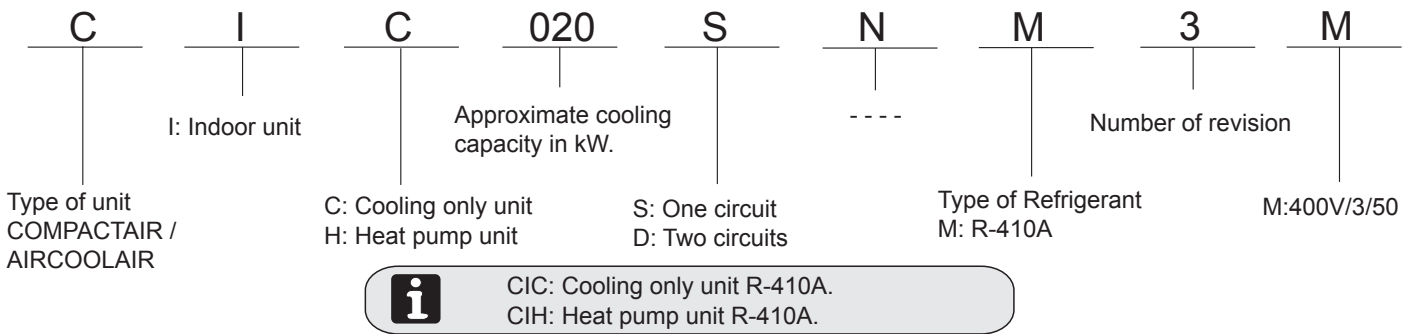 C I C 020 S N M 3 M
I: Indoor unit
Approximate cooling
capacity in kW.
- - - -
Number of revision
Type of unit
COMPACTAIR /
AIRCOOLAIR
C: Cooling only unit
H: Heat pump unit
S: One circuit
D: Two circuits
Type of Refrigerant
M: R-410A
M:400V/3/50
i
CIC: Cooling only unit R-410A.
CIH: Heat pump unit R-410A.